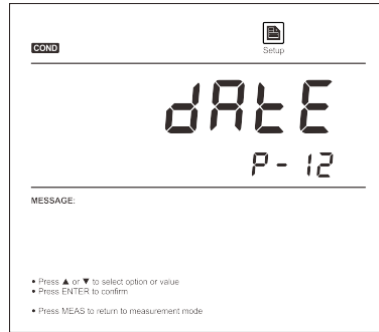 COND
Setup
dAtE
P-12
MESSAGE:
• Press ▲ or ▼ to select option or value
• Press ENTER to confirm
• Press MEAS to return to measurement mode